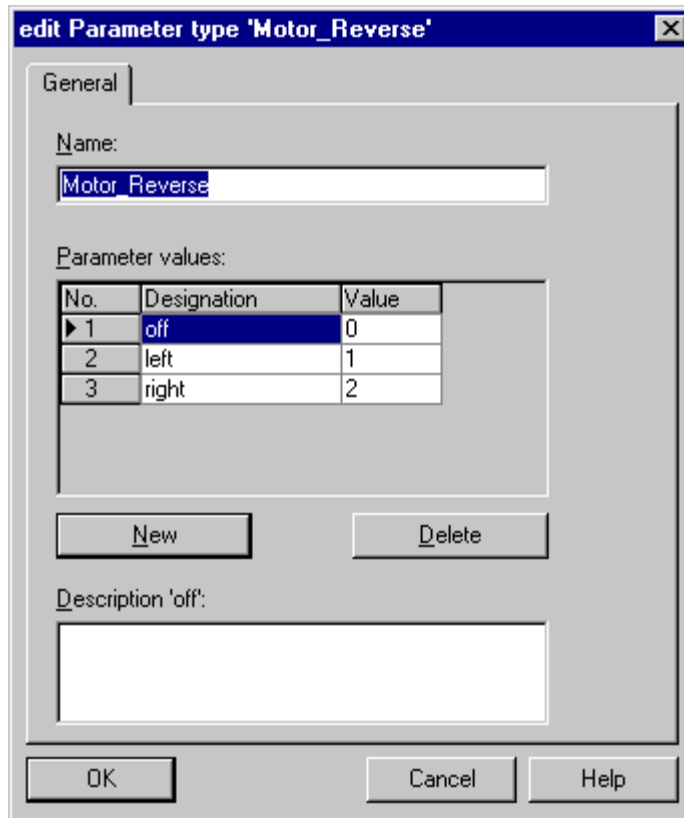 edit Parameter type 'Motor_Reverse'
General
Name:
Motor_Reverse
Parameter values:
No. Designation Value
1 off 0
2 left 1
3 right 2
New Delete
Description 'off':
OK Cancel Help